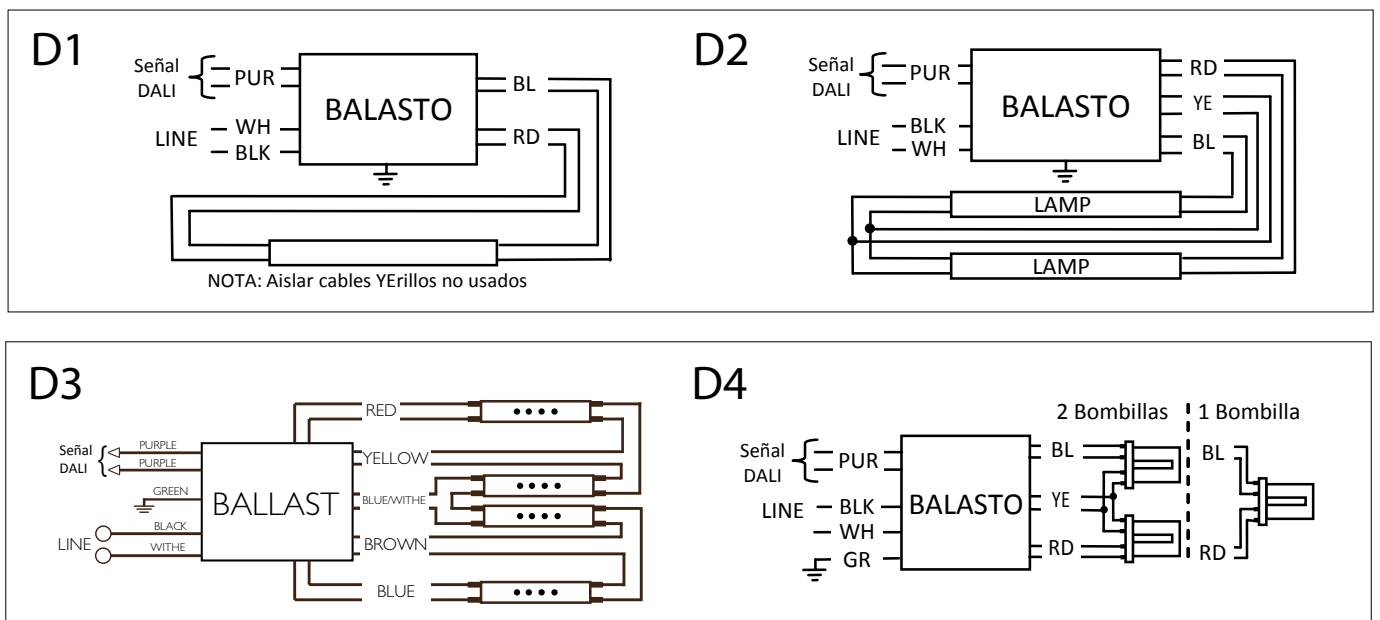 D1
Señal
DALI
PUR
LINE
WH
BLK
BALASTO
BL
RD
NOTA: Aislar cables YErillos no usados
D2
Señal
DALI
PUR
LINE
BLK
WH
BALASTO
RD
YE
BL
LAMP
LAMP
D3
Señal
DALI
PURPLE
PURPLE
GREEN
BLACK
LINE
WITHE
BALLAST
RED
YELLOW
BLUE/WITHE
BROWN
BLUE
D4
2 Bombillas
1 Bombilla
Señal
DALI
PUR
LINE
BLK
WH
GR
BALASTO
BL
YE
RD
BL
RD